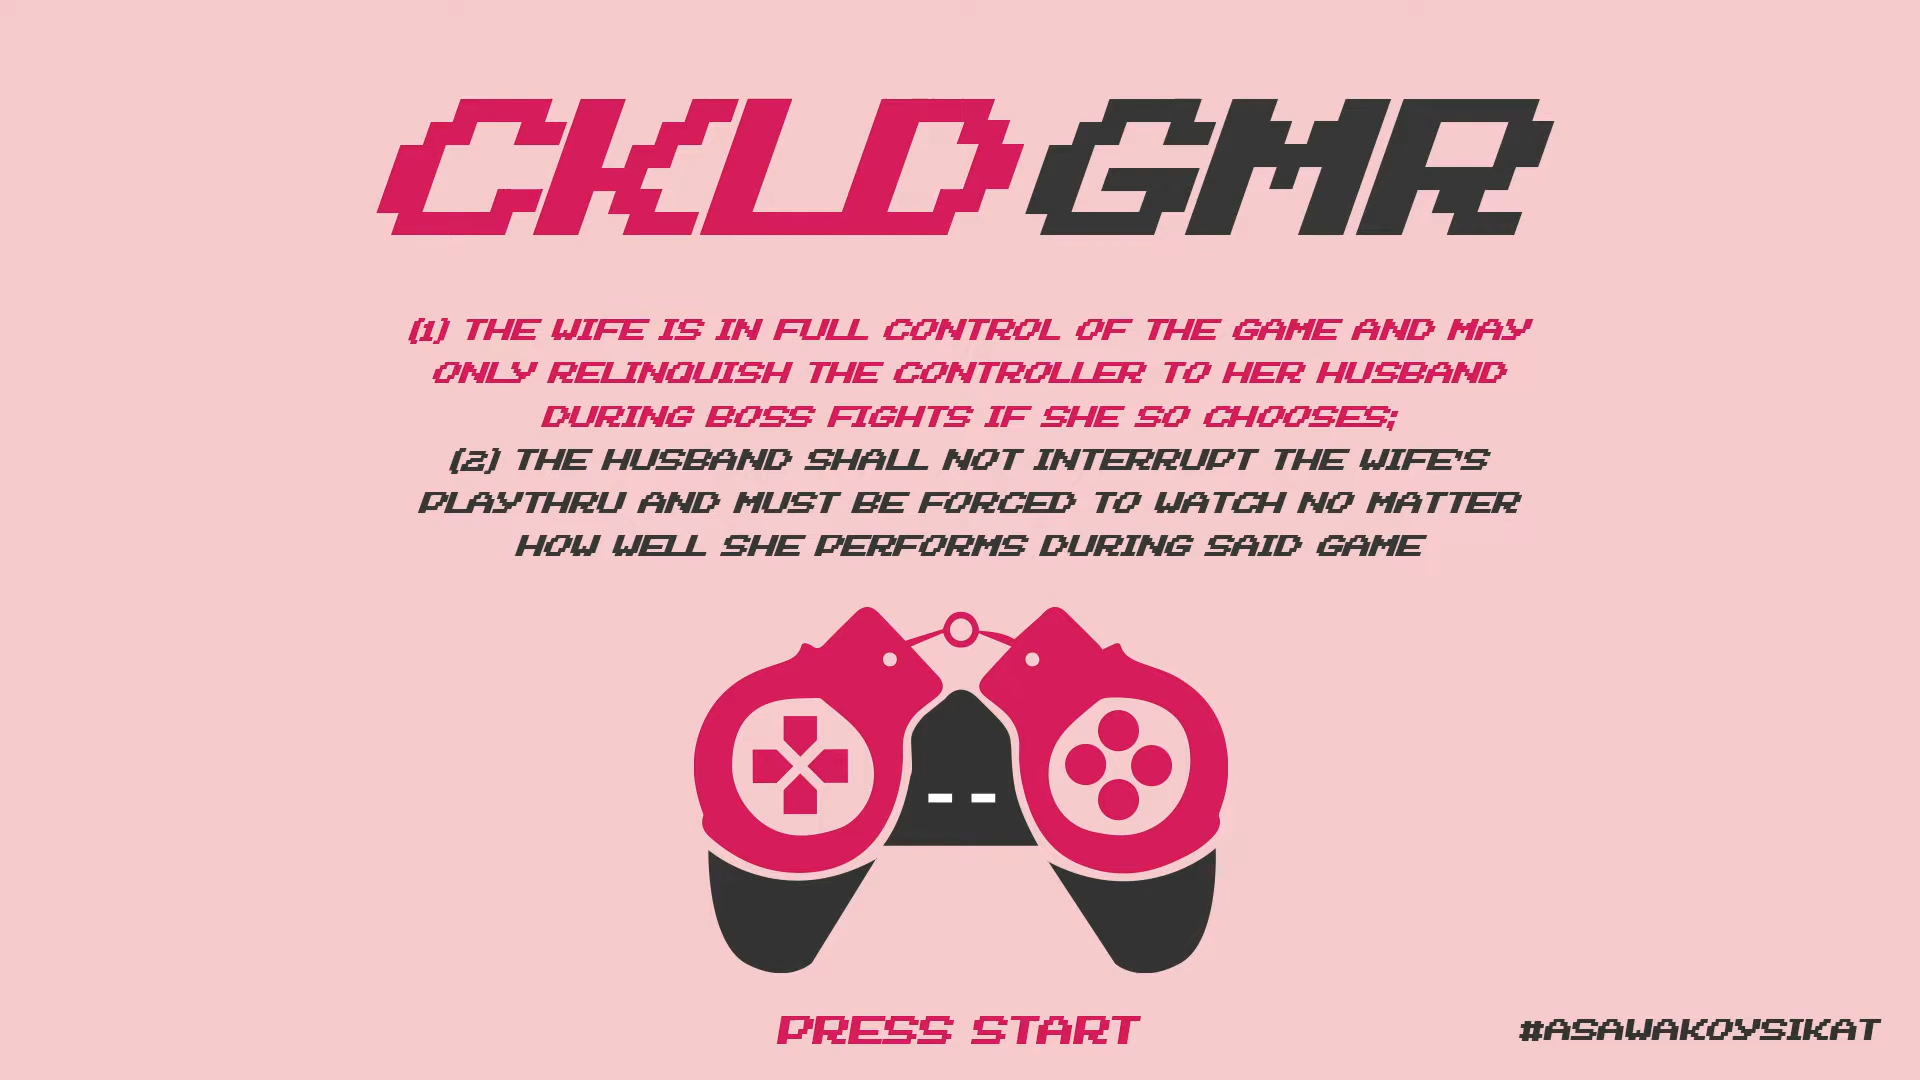 CKLD GMR
(1) THE WIFE IS IN FULL CONTROL OF THE GAME AND MAY
ONLY RELINQUISH THE CONTROLLER TO HER HUSBAND
DURING BOSS FIGHTS IF SHE SO CHOOSES;
(2) THE HUSBAND SHALL NOT INTERRUPT THE WIFE'S
PLAYTHRU AND MUST BE FORCED TO WATCH NO MATTER
HOW WELL SHE PERFORMS DURING SAID GAME
PRESS START
#ASAWAKOYSIKAT